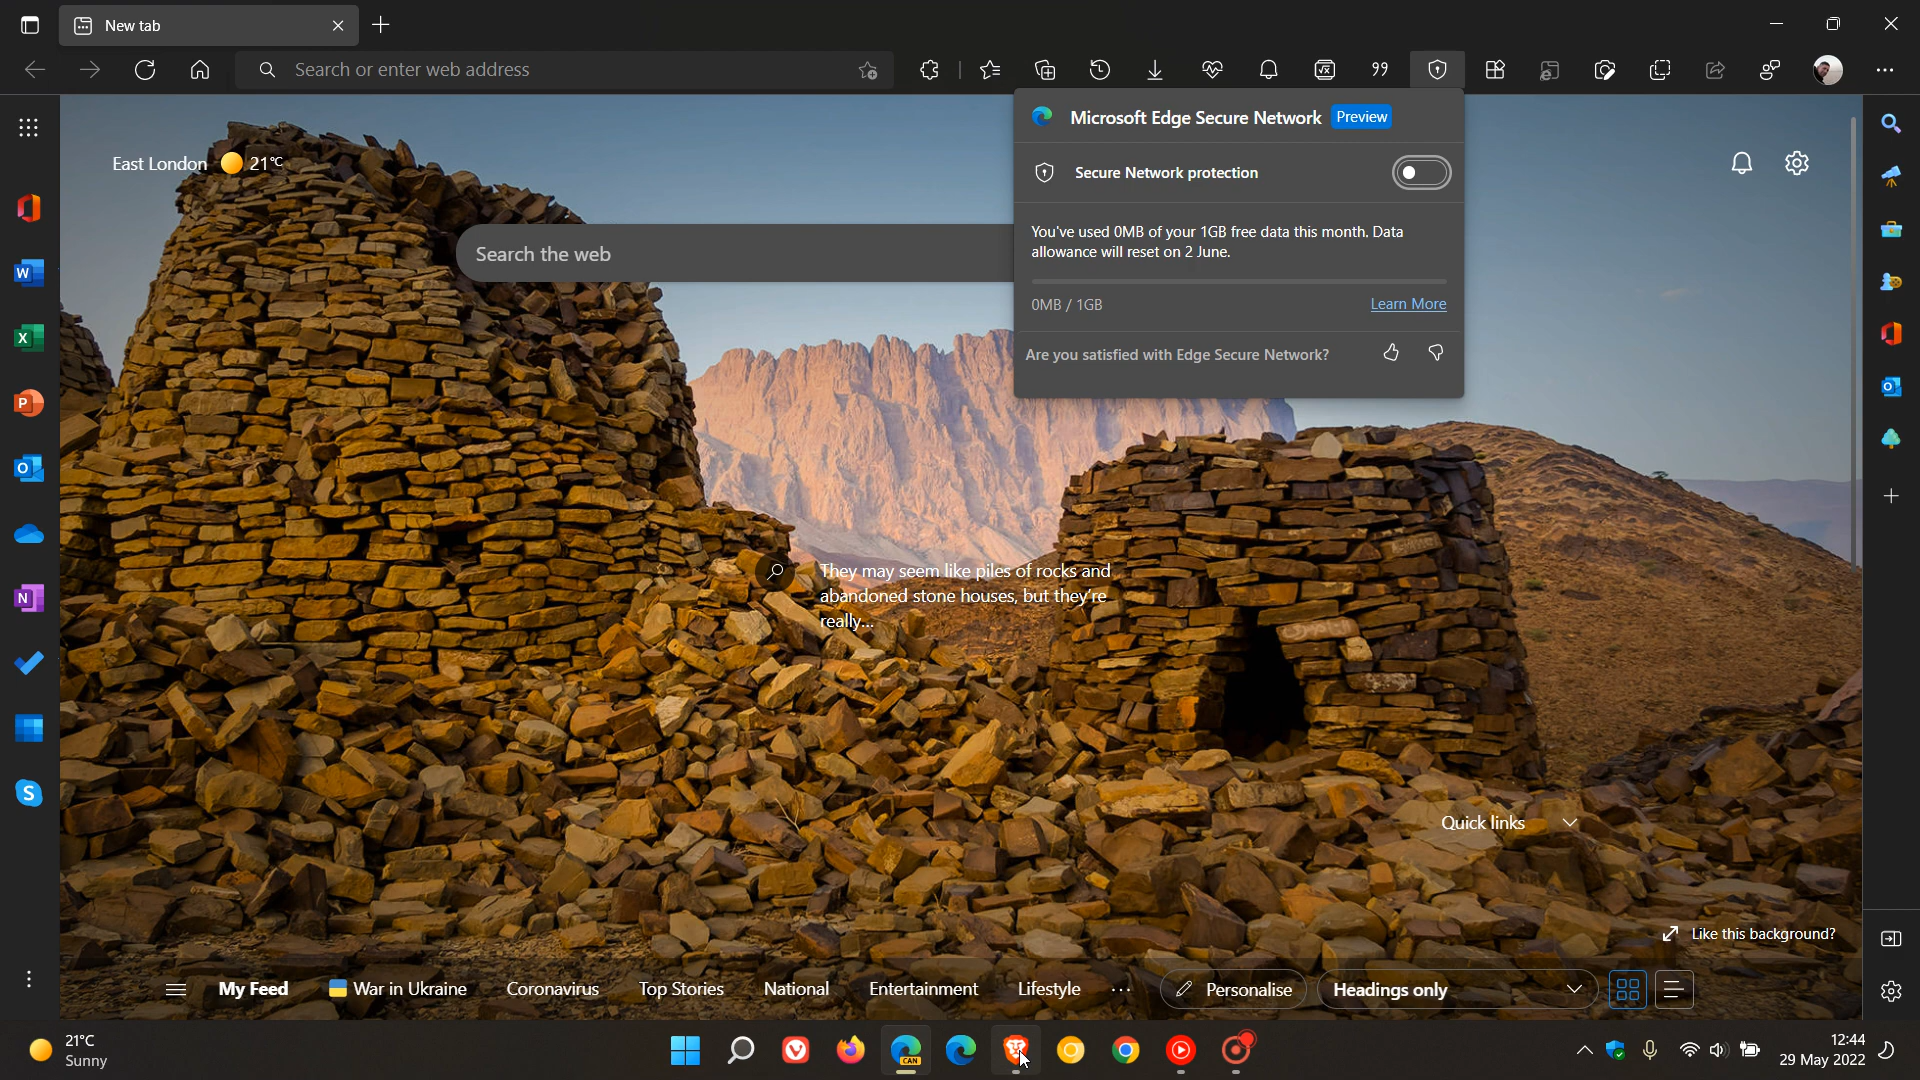 New tab
Search or enter web address
Microsoft Edge Secure Network Preview
Secure Network protection
You've used 0MB of your 1GB free data this month. Data
allowance will reset on 2 June.
0MB / 1GB
Learn More
Are you satisfied with Edge Secure Network?
East London 21°C
Search the web
They may seem like piles of rocks and
abandoned stone houses, but they're
really...
Quick links
Like this background?
My Feed
War in Ukraine
Coronavirus
Top Stories
National
Entertainment
Lifestyle
Personalise
Headings only
21°C
Sunny
CAN
12:44
29 May 2022